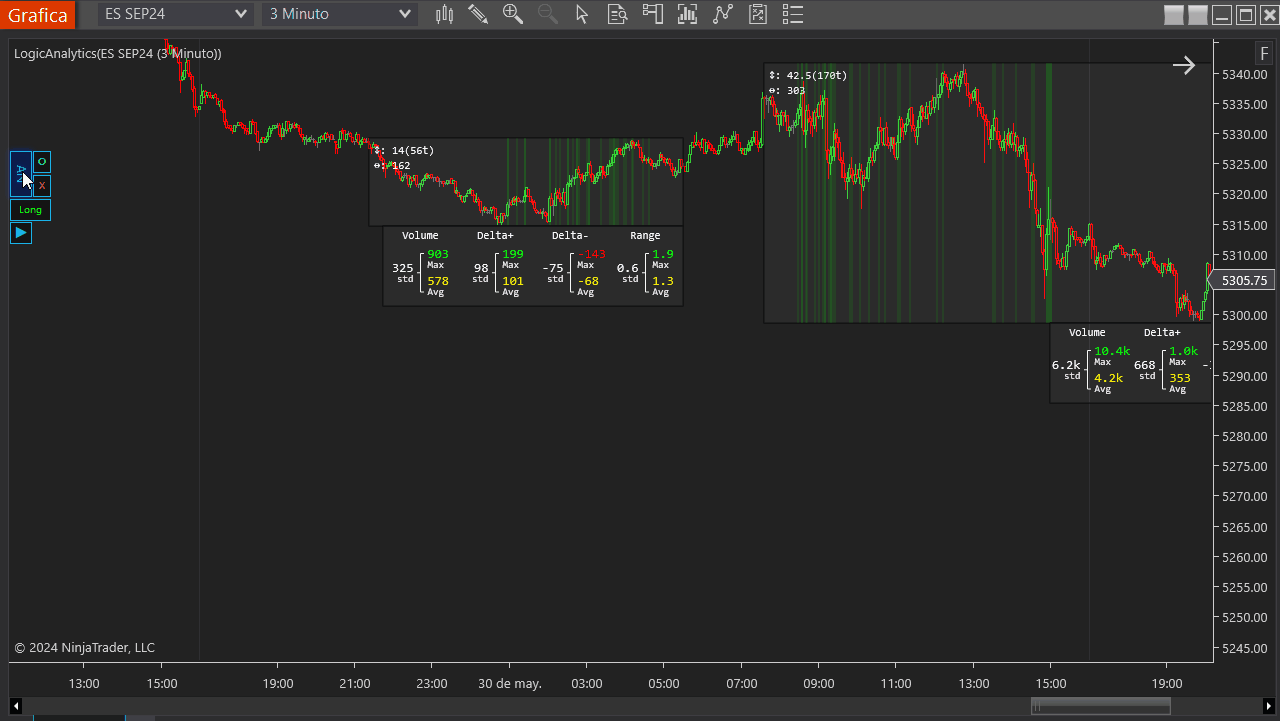 Grafica
ES SEP24
3 Minuto
LogicAnalytics(ES SEP24 (3 Minuto))
F
O
X
Long
: 14(56t)
: 162
: 42.5(170t)
: 303
Volume Delta+ Delta- Range
903 199 -143 1.9
Max Max Max Max
325 98 -75 0.6
std std std std
578 101 -68 1.3
Avg Avg Avg Avg
Volume Delta+
10.4k 1.0k
Max Max
6.2k 668
std std
4.2k 353
Avg Avg
5340.00
5335.00
5330.00
5325.00
5320.00
5315.00
5310.00
5305.75
5300.00
5295.00
5290.00
5285.00
5280.00
5275.00
5270.00
5265.00
5260.00
5255.00
5250.00
5245.00
© 2024 NinjaTrader, LLC
13:00 15:00 19:00 21:00 23:00 30 de may. 03:00 05:00 07:00 09:00 11:00 13:00 15:00 19:00